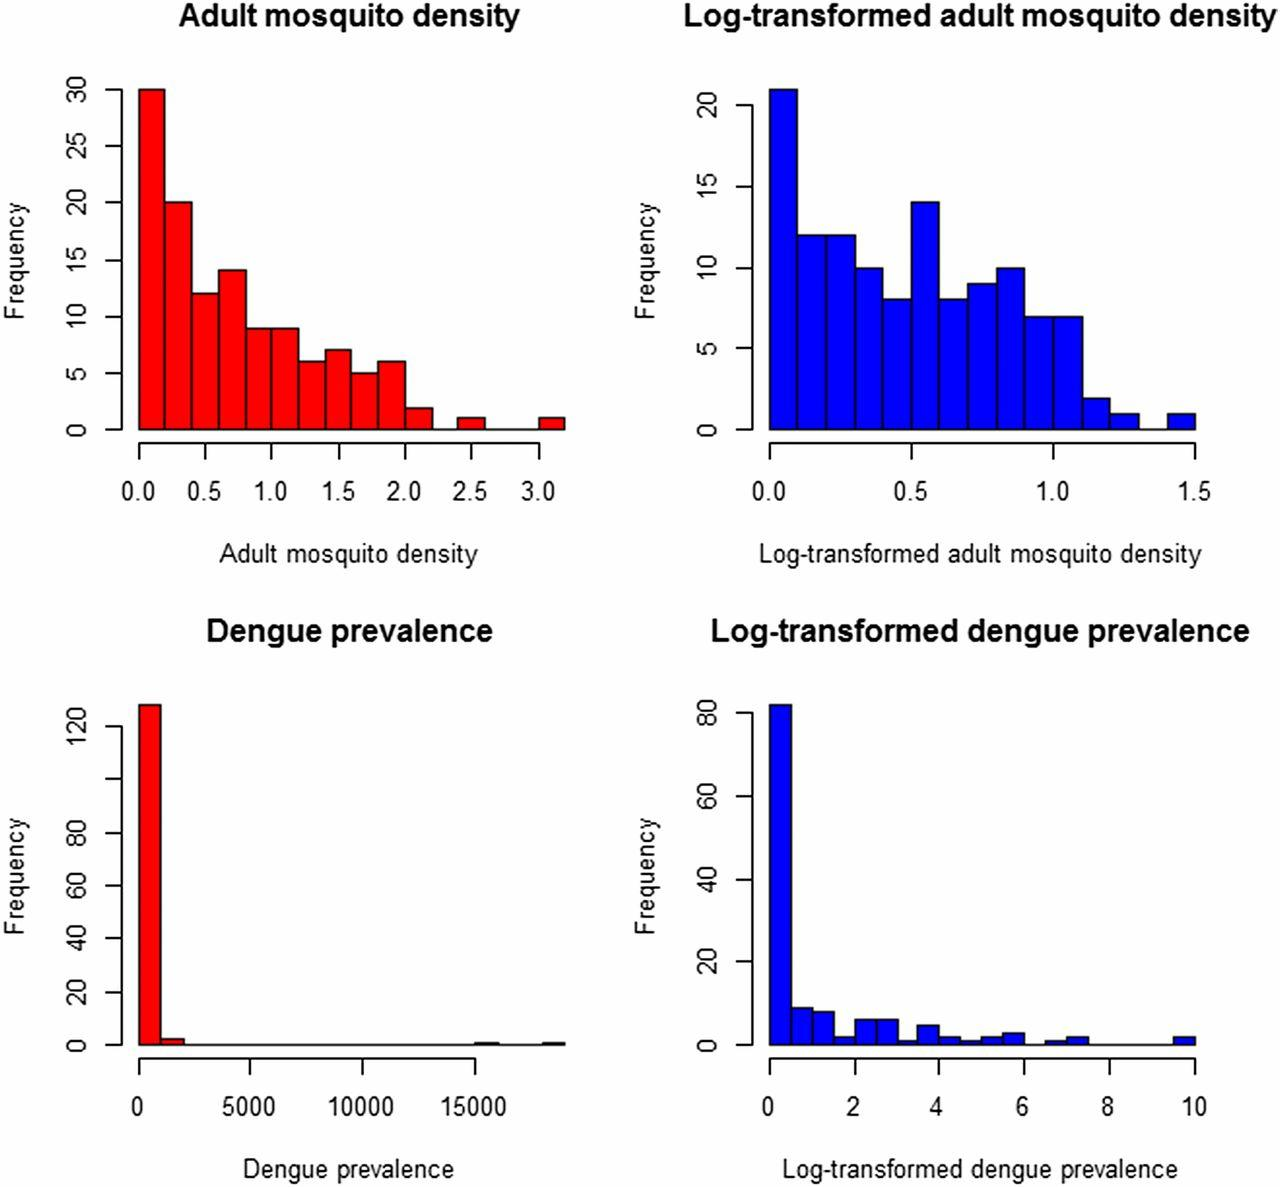 Adult mosquito density
Log-transformed adult mosquito density
Frequency
30
25
20
15
10
5
0
0.0 0.5 1.0 1.5 2.0 2.5 3.0
Adult mosquito density
Frequency
20
15
10
5
0
0.0 0.5 1.0 1.5
Log-transformed adult mosquito density
Dengue prevalence
Log-transformed dengue prevalence
Frequency
120
80
60
40
20
0
0 5000 10000 15000
Dengue prevalence
Frequency
80
60
40
20
0
0 2 4 6 8 10
Log-transformed dengue prevalence